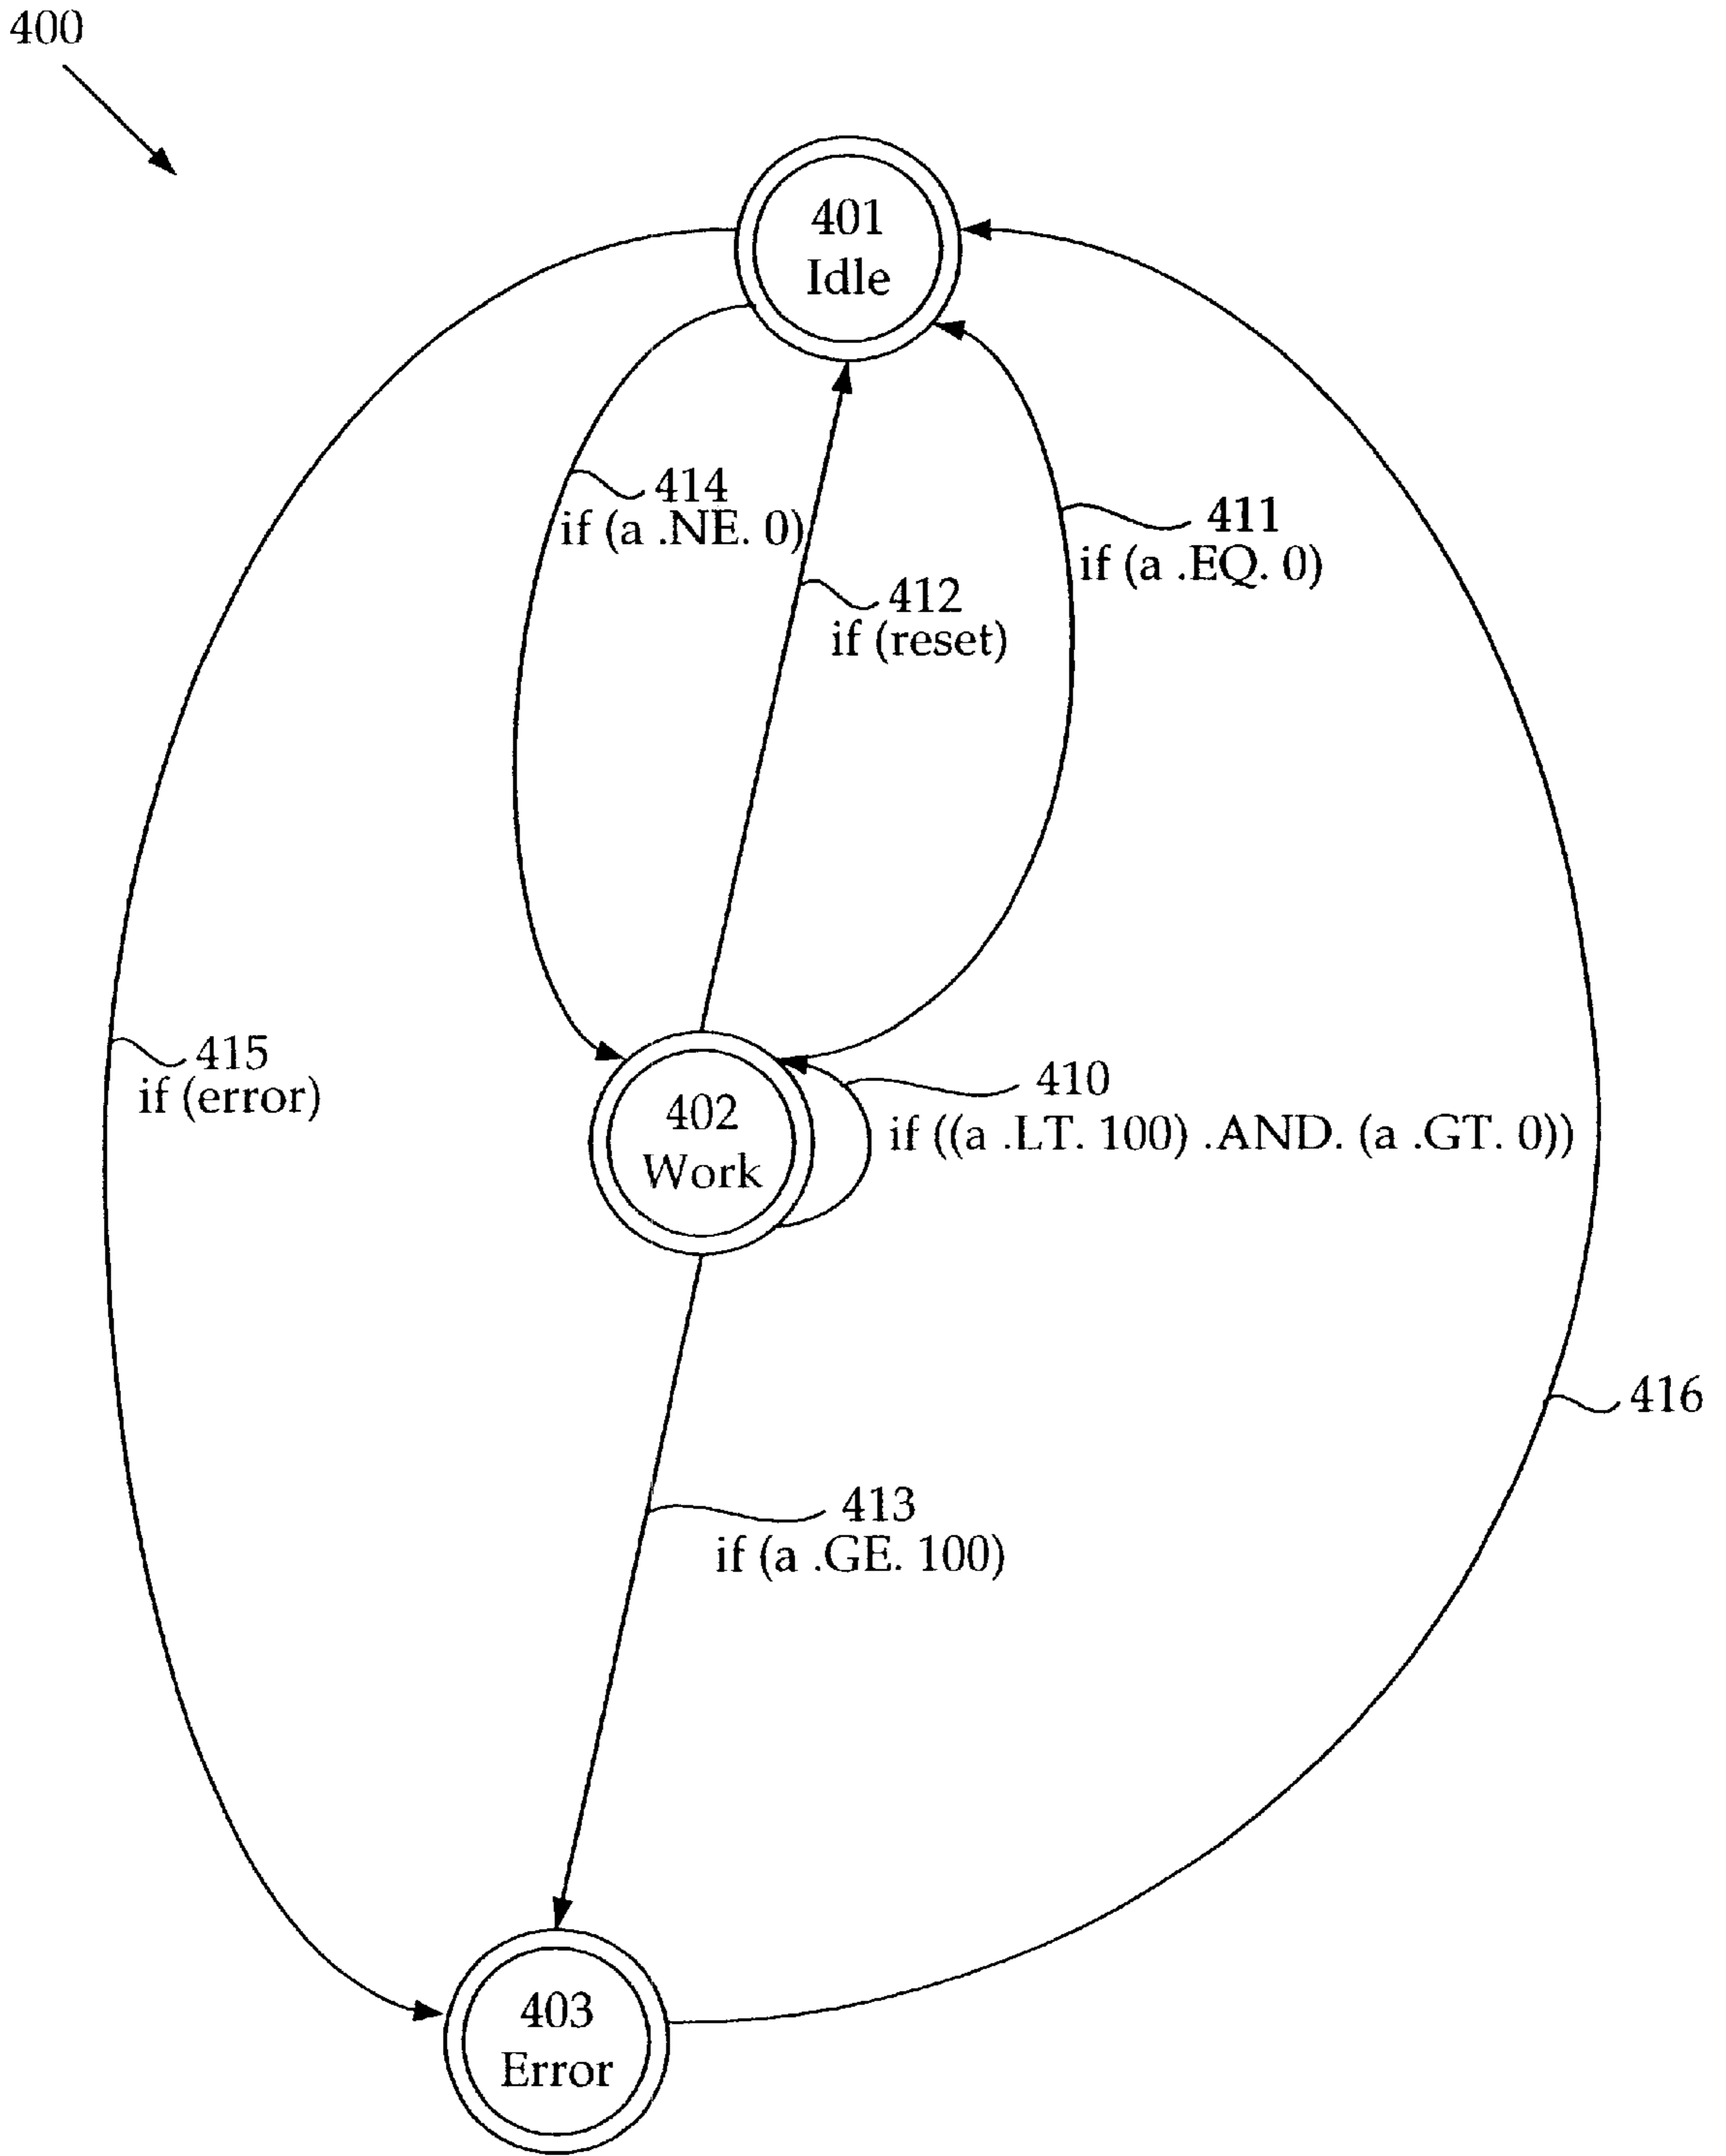 400
401
Idle
414
if (a .NE. 0)
411
if (a .EQ. 0)
412
if (reset)
415
if (error)
402
Work
410
if ((a .LT. 100) .AND. (a .GT. 0))
416
413
if (a .GE. 100)
403
Error